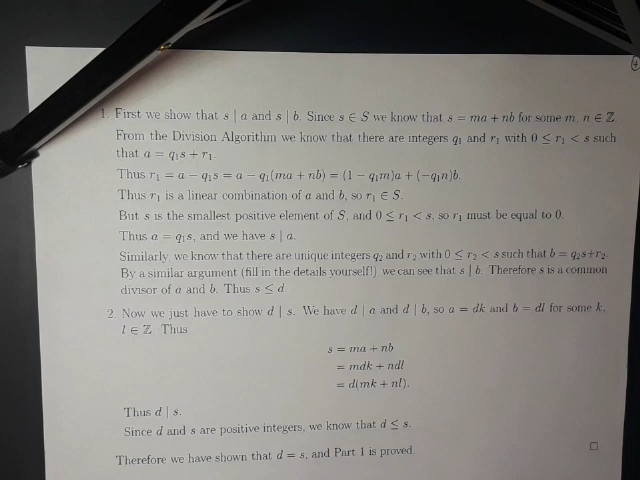 1. First we show that s | a and s | b. Since s ∈ S we know that s = ma + nb for some m, n ∈ ℤ.
From the Division Algorithm we know that there are integers q₁ and r₁ with 0 ≤ r₁ < s such
that a = q₁s + r₁.
Thus r₁ = a − q₁s = a − q₁(ma + nb) = (1 − q₁m)a + (−q₁n)b.
Thus r₁ is a linear combination of a and b, so r₁ ∈ S.
But s is the smallest positive element of S, and 0 ≤ r₁ < s, so r₁ must be equal to 0.
Thus a = q₁s, and we have s | a.
Similarly, we know that there are unique integers q₂ and r₂ with 0 ≤ r₂ < s such that b = q₂s+r₂.
By a similar argument (fill in the details yourself!) we can see that s | b. Therefore s is a common
divisor of a and b. Thus s ≤ d.
2. Now we just have to show d | s. We have d | a and d | b, so a = dk and b = dl for some k,
l ∈ ℤ. Thus
s = ma + nb
= mdk + ndl
= d(mk + nl).
Thus d | s.
Since d and s are positive integers, we know that d ≤ s.
Therefore we have shown that d = s, and Part 1 is proved. □